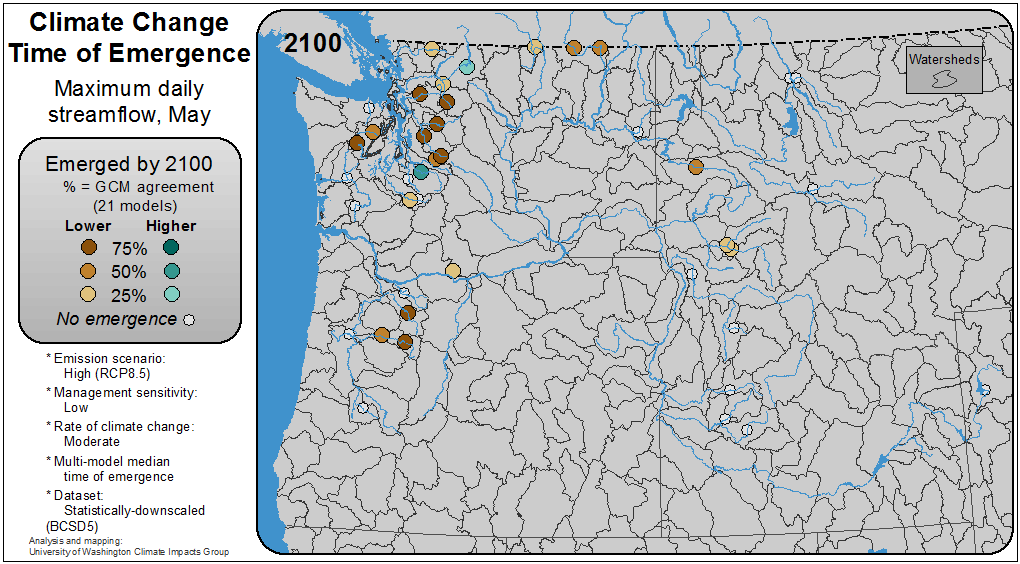 Climate Change
Time of Emergence
Maximum daily
streamflow, May
Emerged by 2100
% = GCM agreement
(21 models)
Lower Higher
75%
50%
25%
No emergence
* Emission scenario:
High (RCP8.5)
* Management sensitivity:
Low
* Rate of climate change:
Moderate
* Multi-model median
time of emergence
* Dataset:
Statistically-downscaled
(BCSD5)
Analysis and mapping:
University of Washington Climate Impacts Group
2100
Watersheds